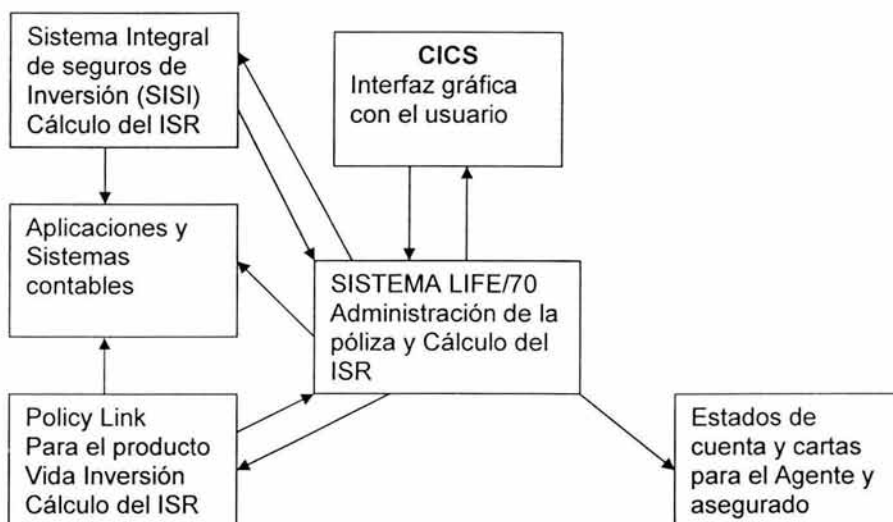 Sistema Integral
de seguros de
Inversión (SISI)
Cálculo del ISR
CICS
Interfaz gráfica
con el usuario
Aplicaciones y
Sistemas
contables
SISTEMA LIFE/70
Administración de la
póliza y Cálculo del
ISR
Policy Link
Para el producto
Vida Inversión
Cálculo del ISR
Estados de
cuenta y cartas
para el Agente y
asegurado